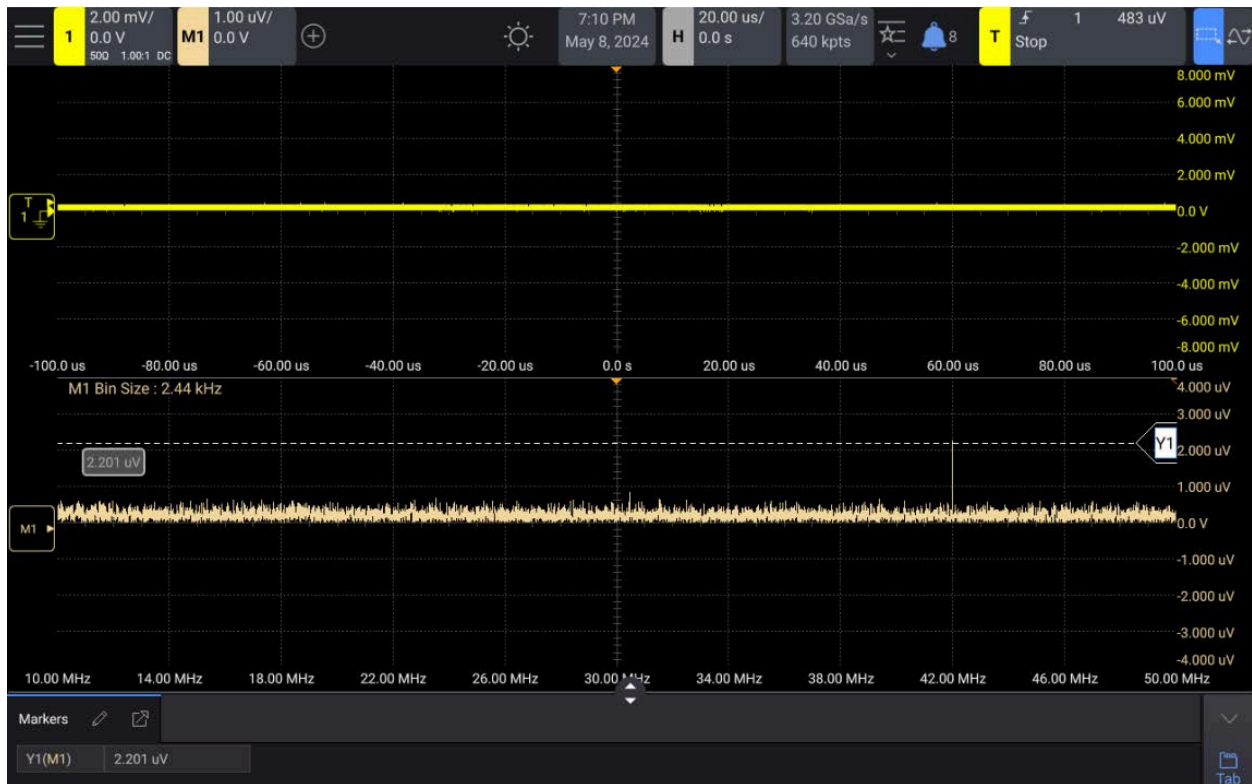 1
2.00 mV/
0.0 V
50Ω 1.00:1 DC
M1
1.00 uV/
0.0 V
7:10 PM
May 8, 2024
H
20.00 us/
0.0 s
3.20 GSa/s
640 kpts
8
T
1 483 uV
Stop
8.000 mV
6.000 mV
4.000 mV
2.000 mV
T
1
0.0 V
-2.000 mV
-4.000 mV
-6.000 mV
-8.000 mV
-100.0 us -80.00 us -60.00 us -40.00 us -20.00 us 0.0 s 20.00 us 40.00 us 60.00 us 80.00 us 100.0 us
M1 Bin Size : 2.44 kHz
4.000 uV
3.000 uV
Y1
2.201 uV
2.000 uV
1.000 uV
M1
0.0 V
-1.000 uV
-2.000 uV
-3.000 uV
-4.000 uV
10.00 MHz 14.00 MHz 18.00 MHz 22.00 MHz 26.00 MHz 30.00 MHz 34.00 MHz 38.00 MHz 42.00 MHz 46.00 MHz 50.00 MHz
Markers
Y1(M1) 2.201 uV
Tab